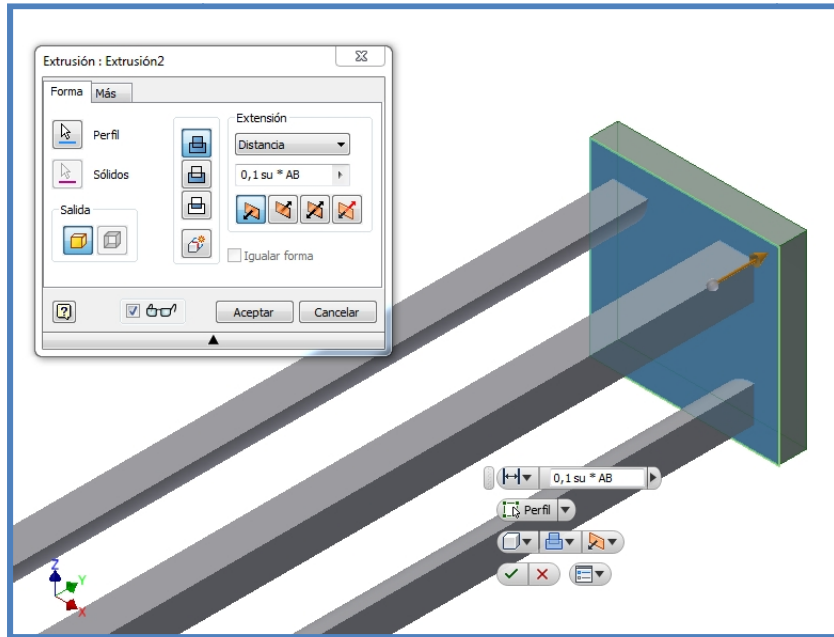 Extrusión : Extrusión2
Forma
Más
Perfil
Sólidos
Salida
Extensión
Distancia
0,1 su * AB
Igualar forma
?
Aceptar
Cancelar
0,1 su * AB
Perfil
Z
Y
X